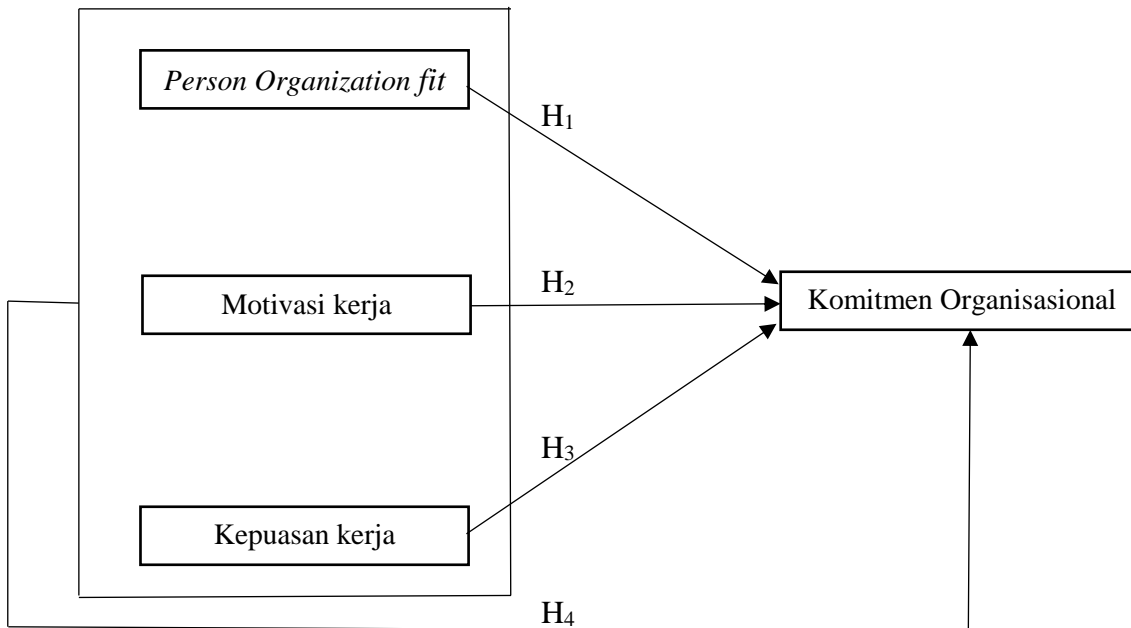 Person Organization fit
H1
H2
Motivasi kerja
Komitmen Organisasional
H3
Kepuasan kerja
H4